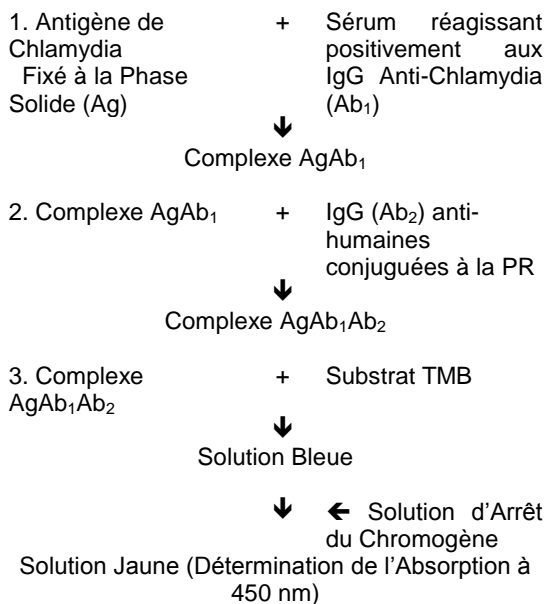 1. Antigène de + Sérum réagissant
Chlamydia positivement aux
Fixé à la Phase IgG Anti-Chlamydia
Solide (Ag) (Ab₁)
🡻
Complexe AgAb₁
2. Complexe AgAb₁ + IgG (Ab₂) anti-
humaines
conjuguées à la PR
🡻
Complexe AgAb₁Ab₂
3. Complexe + Substrat TMB
AgAb₁Ab₂
🡻
Solution Bleue
🡻 🡸 Solution d’Arrêt
du Chromogène
Solution Jaune (Détermination de l’Absorption à
450 nm)